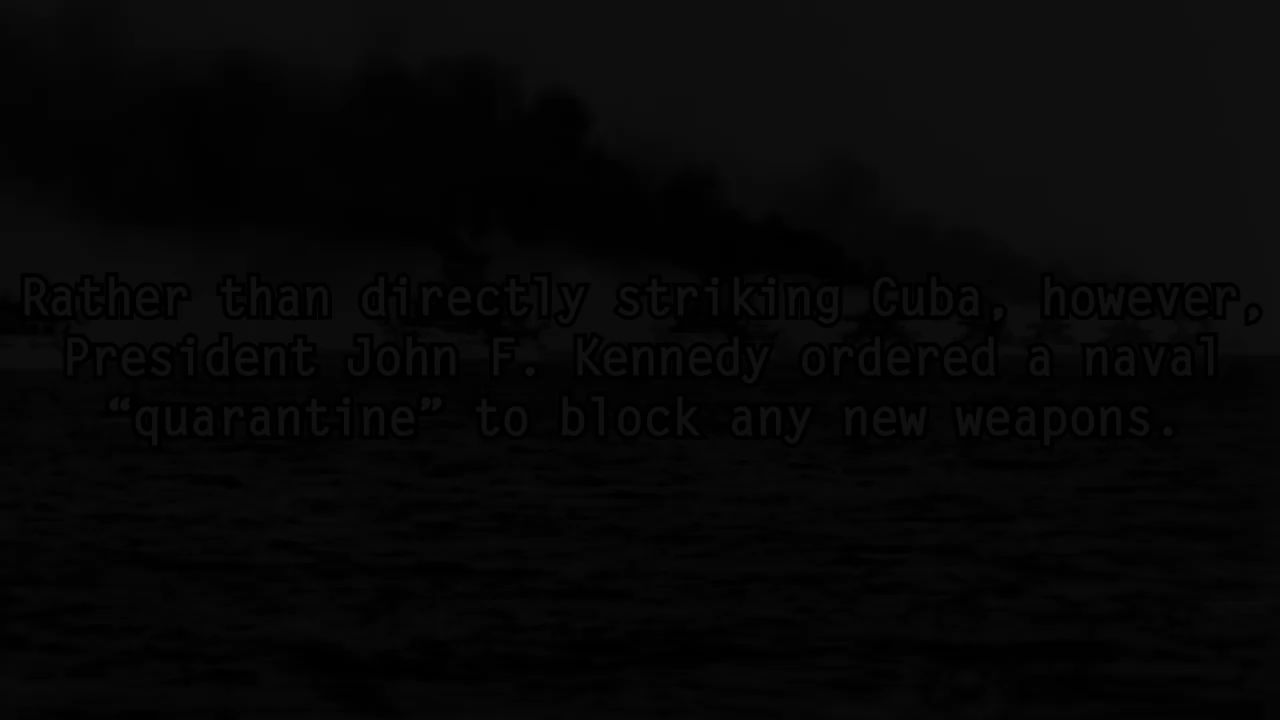 Rather than directly striking Cuba, however,
President John F. Kennedy ordered a naval
“quarantine” to block any new weapons.